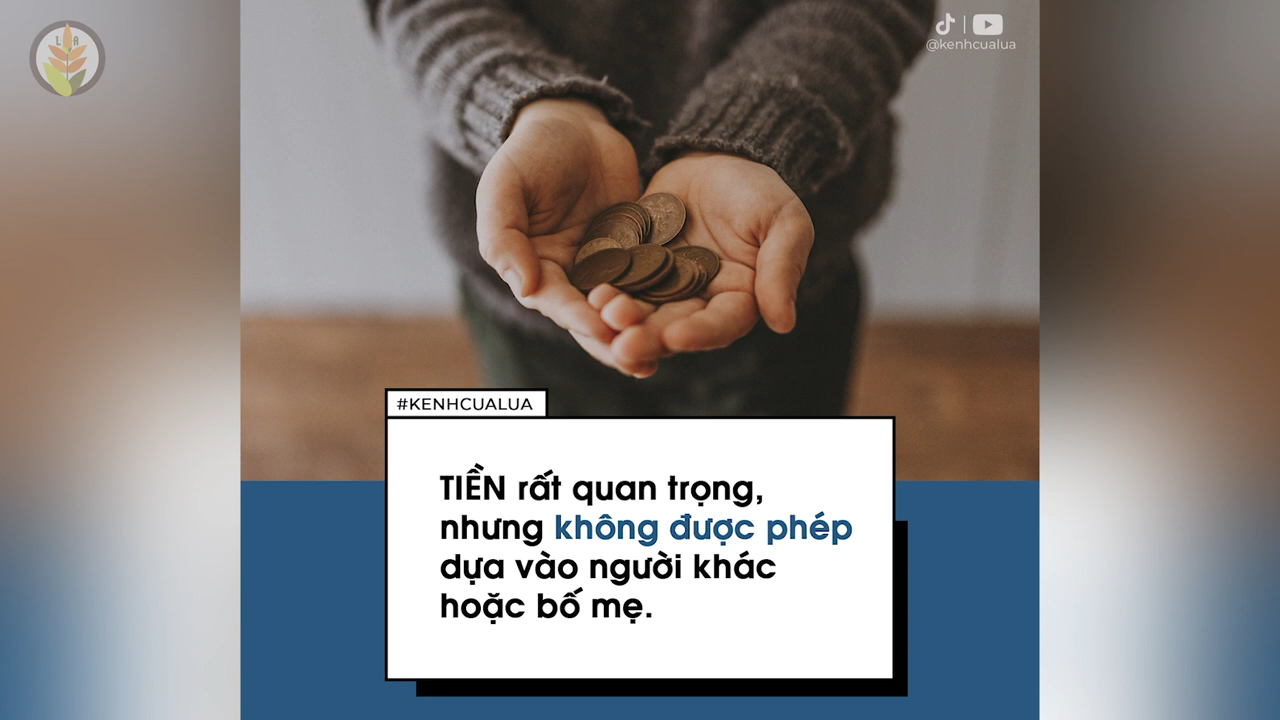 L A
@kenhcualua
#KENHCUALUA
TIỀN rất quan trọng,
nhưng không được phép
dựa vào người khác
hoặc bố mẹ.